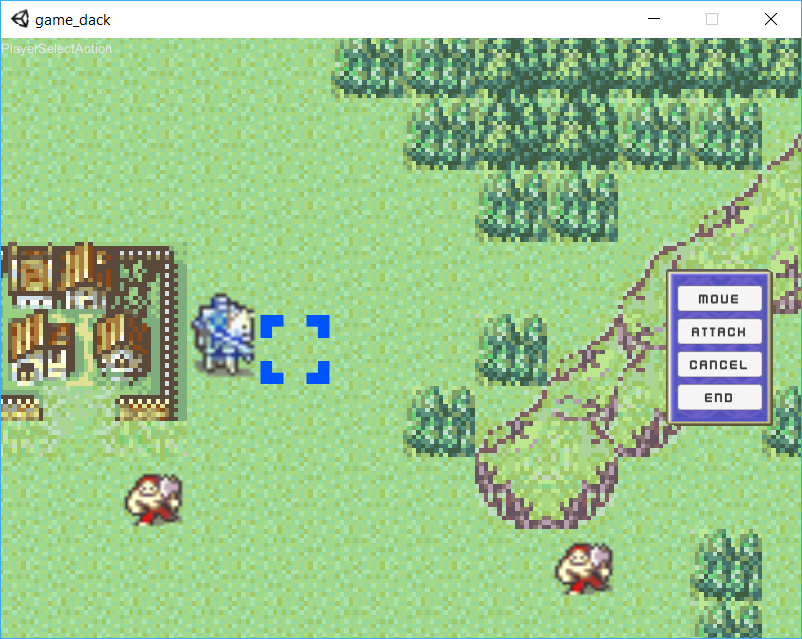 game_dack
PlayerSelectAction
MOVE
ATTACH
CANCEL
END